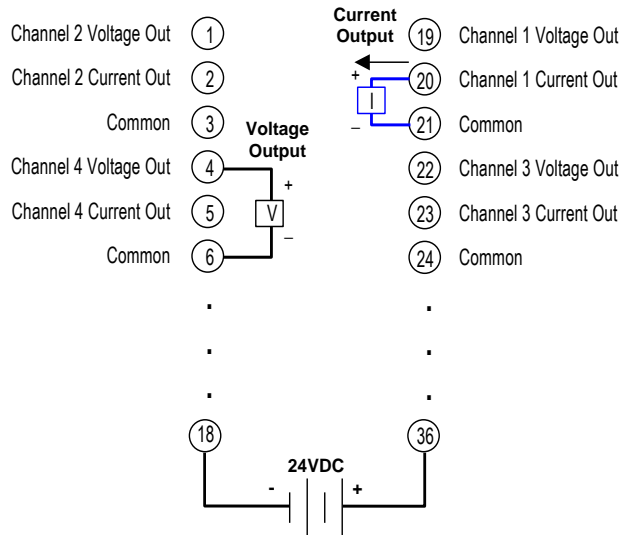 Channel 2 Voltage Out 1
Channel 2 Current Out 2
Common 3
Channel 4 Voltage Out 4
Channel 4 Current Out 5
Common 6
.
.
.
18
Voltage
Output
+
V
–
Current
Output
+
I
–
19 Channel 1 Voltage Out
20 Channel 1 Current Out
21 Common
22 Channel 3 Voltage Out
23 Channel 3 Current Out
24 Common
.
.
.
36
24VDC
- +